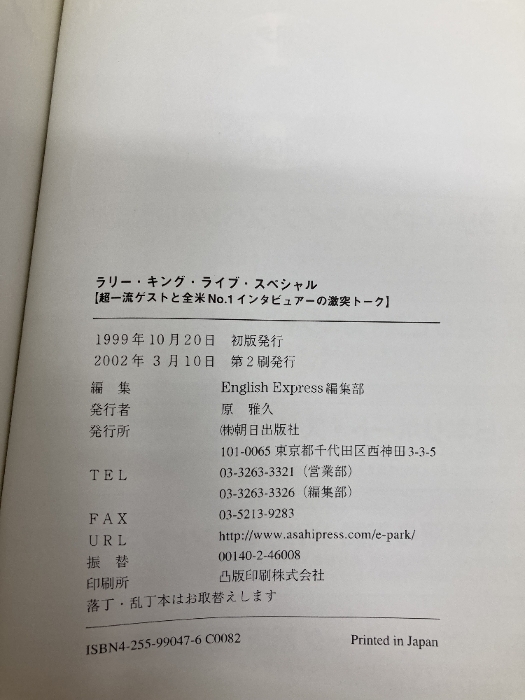 ラリー・キング・ライブ・スペシャル
【超一流ゲストと全米No.1インタビュアーの激突トーク】
1999年10月20日　初版発行
2002年 3月10日　第2刷発行
編　集　English Express編集部
発行者　原　雅久
発行所　㈱朝日出版社
101-0065 東京都千代田区西神田3-3-5
ＴＥＬ　03-3263-3321（営業部）
03-3263-3326（編集部）
ＦＡＸ　03-5213-9283
ＵＲＬ　http://www.asahipress.com/e-park/
振　替　00140-2-46008
印刷所　凸版印刷株式会社
落丁・乱丁本はお取替えします
ISBN4-255-99047-6 C0082　Printed in Japan